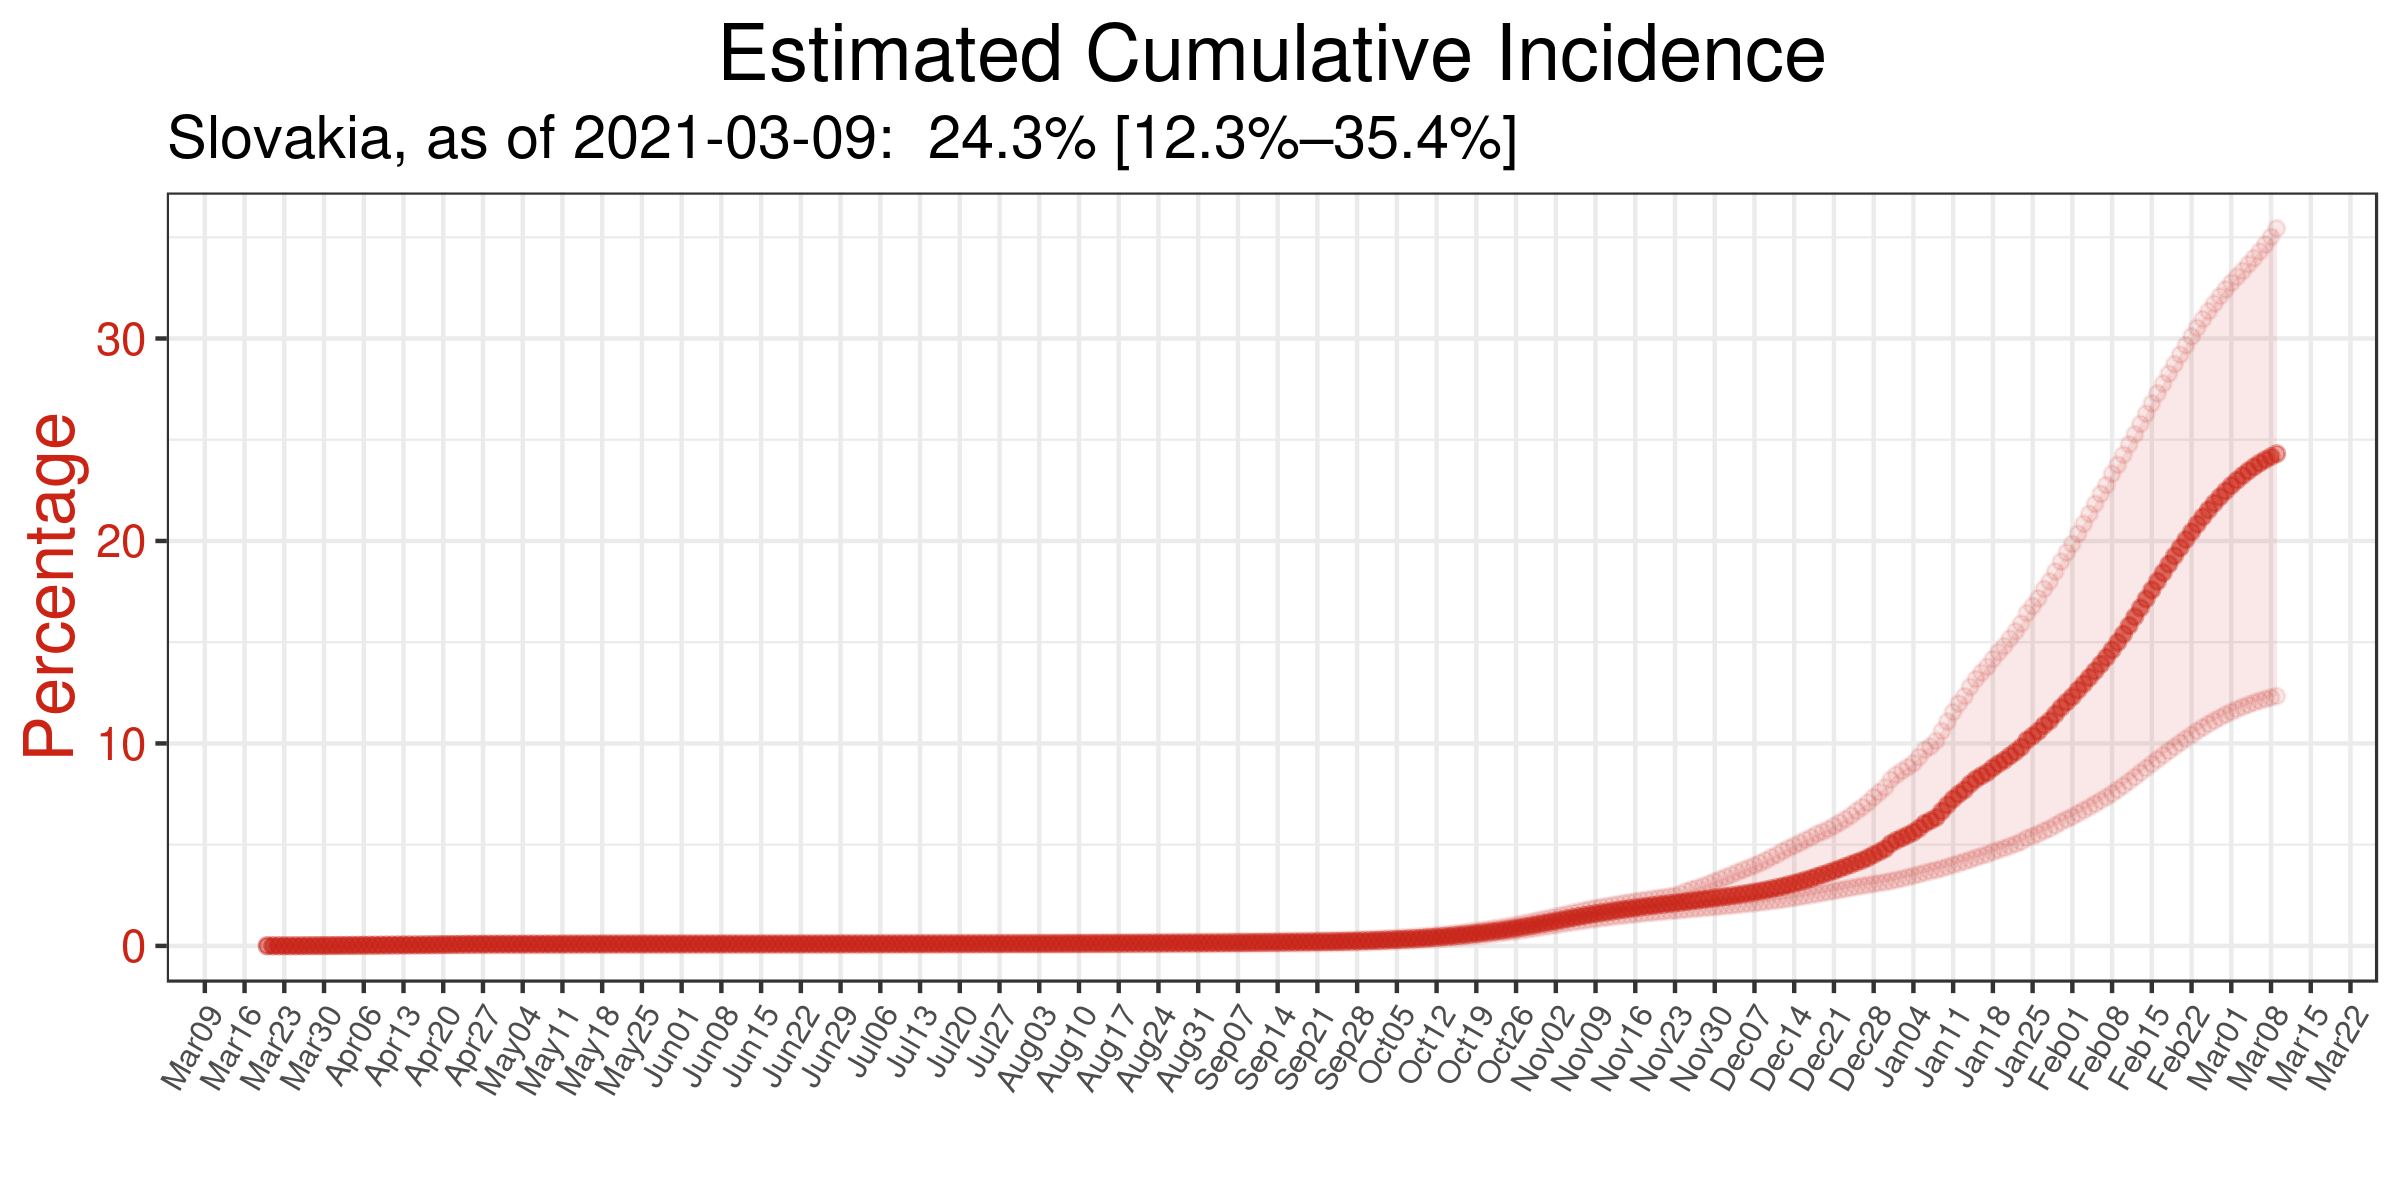 Estimated Cumulative Incidence
Slovakia, as of 2021-03-09:  24.3% [12.3%–35.4%]
Percentage
30
20
10
0
Mar09
Mar16
Mar23
Mar30
Apr06
Apr13
Apr20
Apr27
May04
May11
May18
May25
Jun01
Jun08
Jun15
Jun22
Jun29
Jul06
Jul13
Jul20
Jul27
Aug03
Aug10
Aug17
Aug24
Aug31
Sep07
Sep14
Sep21
Sep28
Oct05
Oct12
Oct19
Oct26
Nov02
Nov09
Nov16
Nov23
Nov30
Dec07
Dec14
Dec21
Dec28
Jan04
Jan11
Jan18
Jan25
Feb01
Feb08
Feb15
Feb22
Mar01
Mar08
Mar15
Mar22